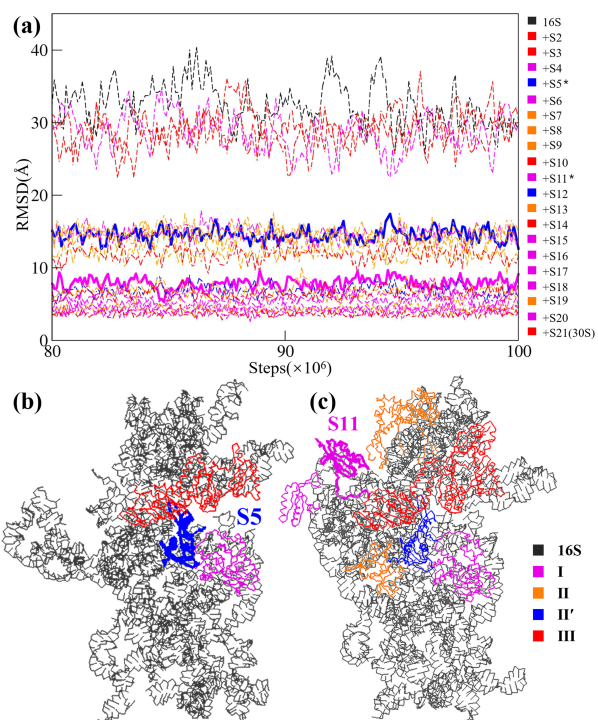 (a)
RMSD(Å)
40
30
20
10
0
80
90
100
Steps(×10⁶)
16S
+S2
+S3
+S4
+S5*
+S6
+S7
+S8
+S9
+S10
+S11*
+S12
+S13
+S14
+S15
+S16
+S17
+S18
+S19
+S20
+S21(30S)
(b)
S5
(c)
S11
16S
I
II
II′
III